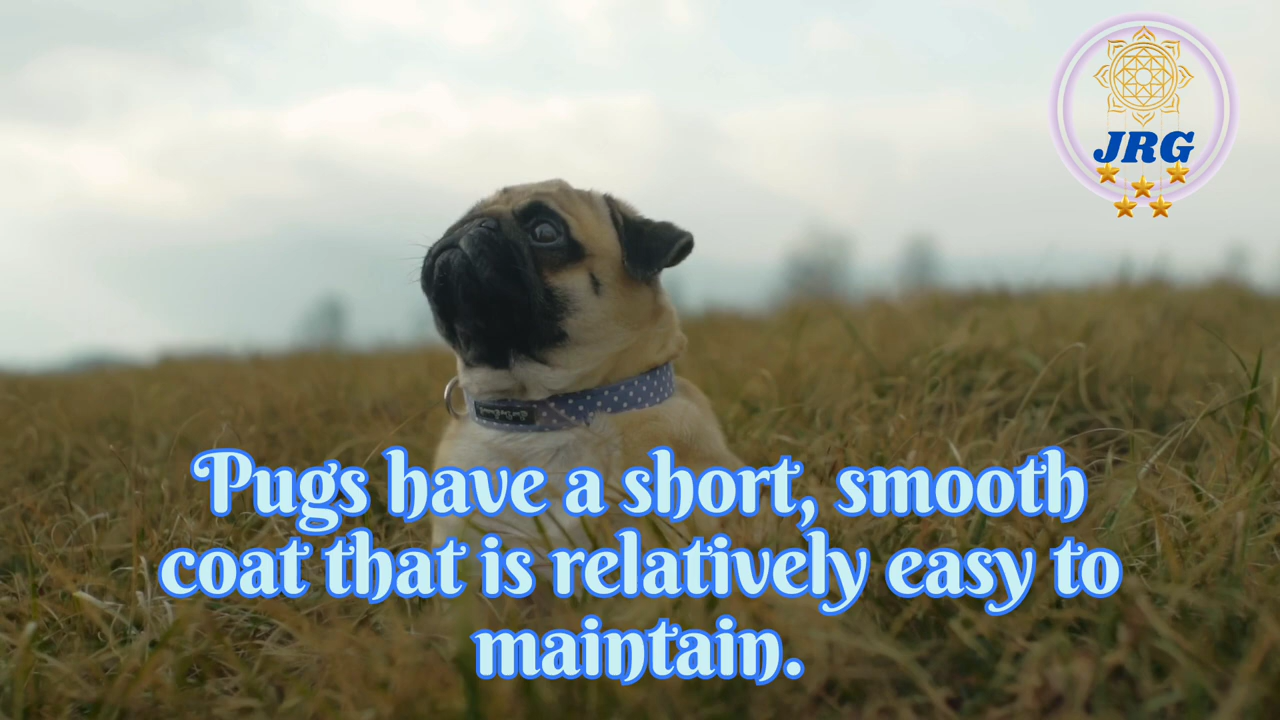 JRG
Pugs have a short, smooth
coat that is relatively easy to
maintain.